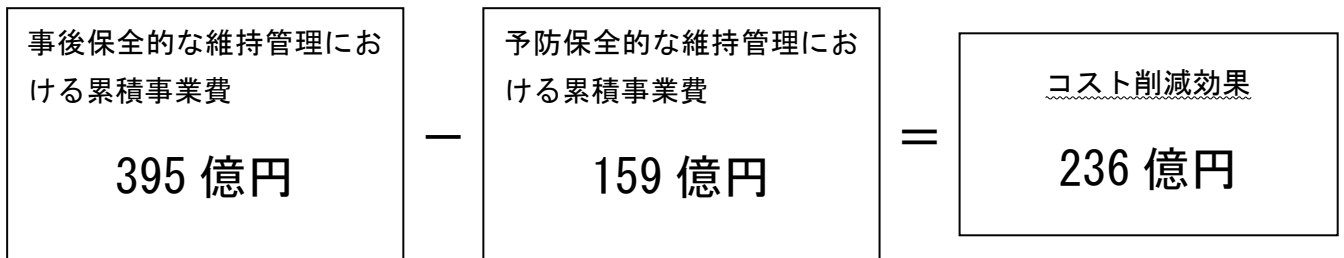 事後保全的な維持管理にお
ける累積事業費
395 億円
－
予防保全的な維持管理にお
ける累積事業費
159 億円
＝
コスト削減効果
236 億円